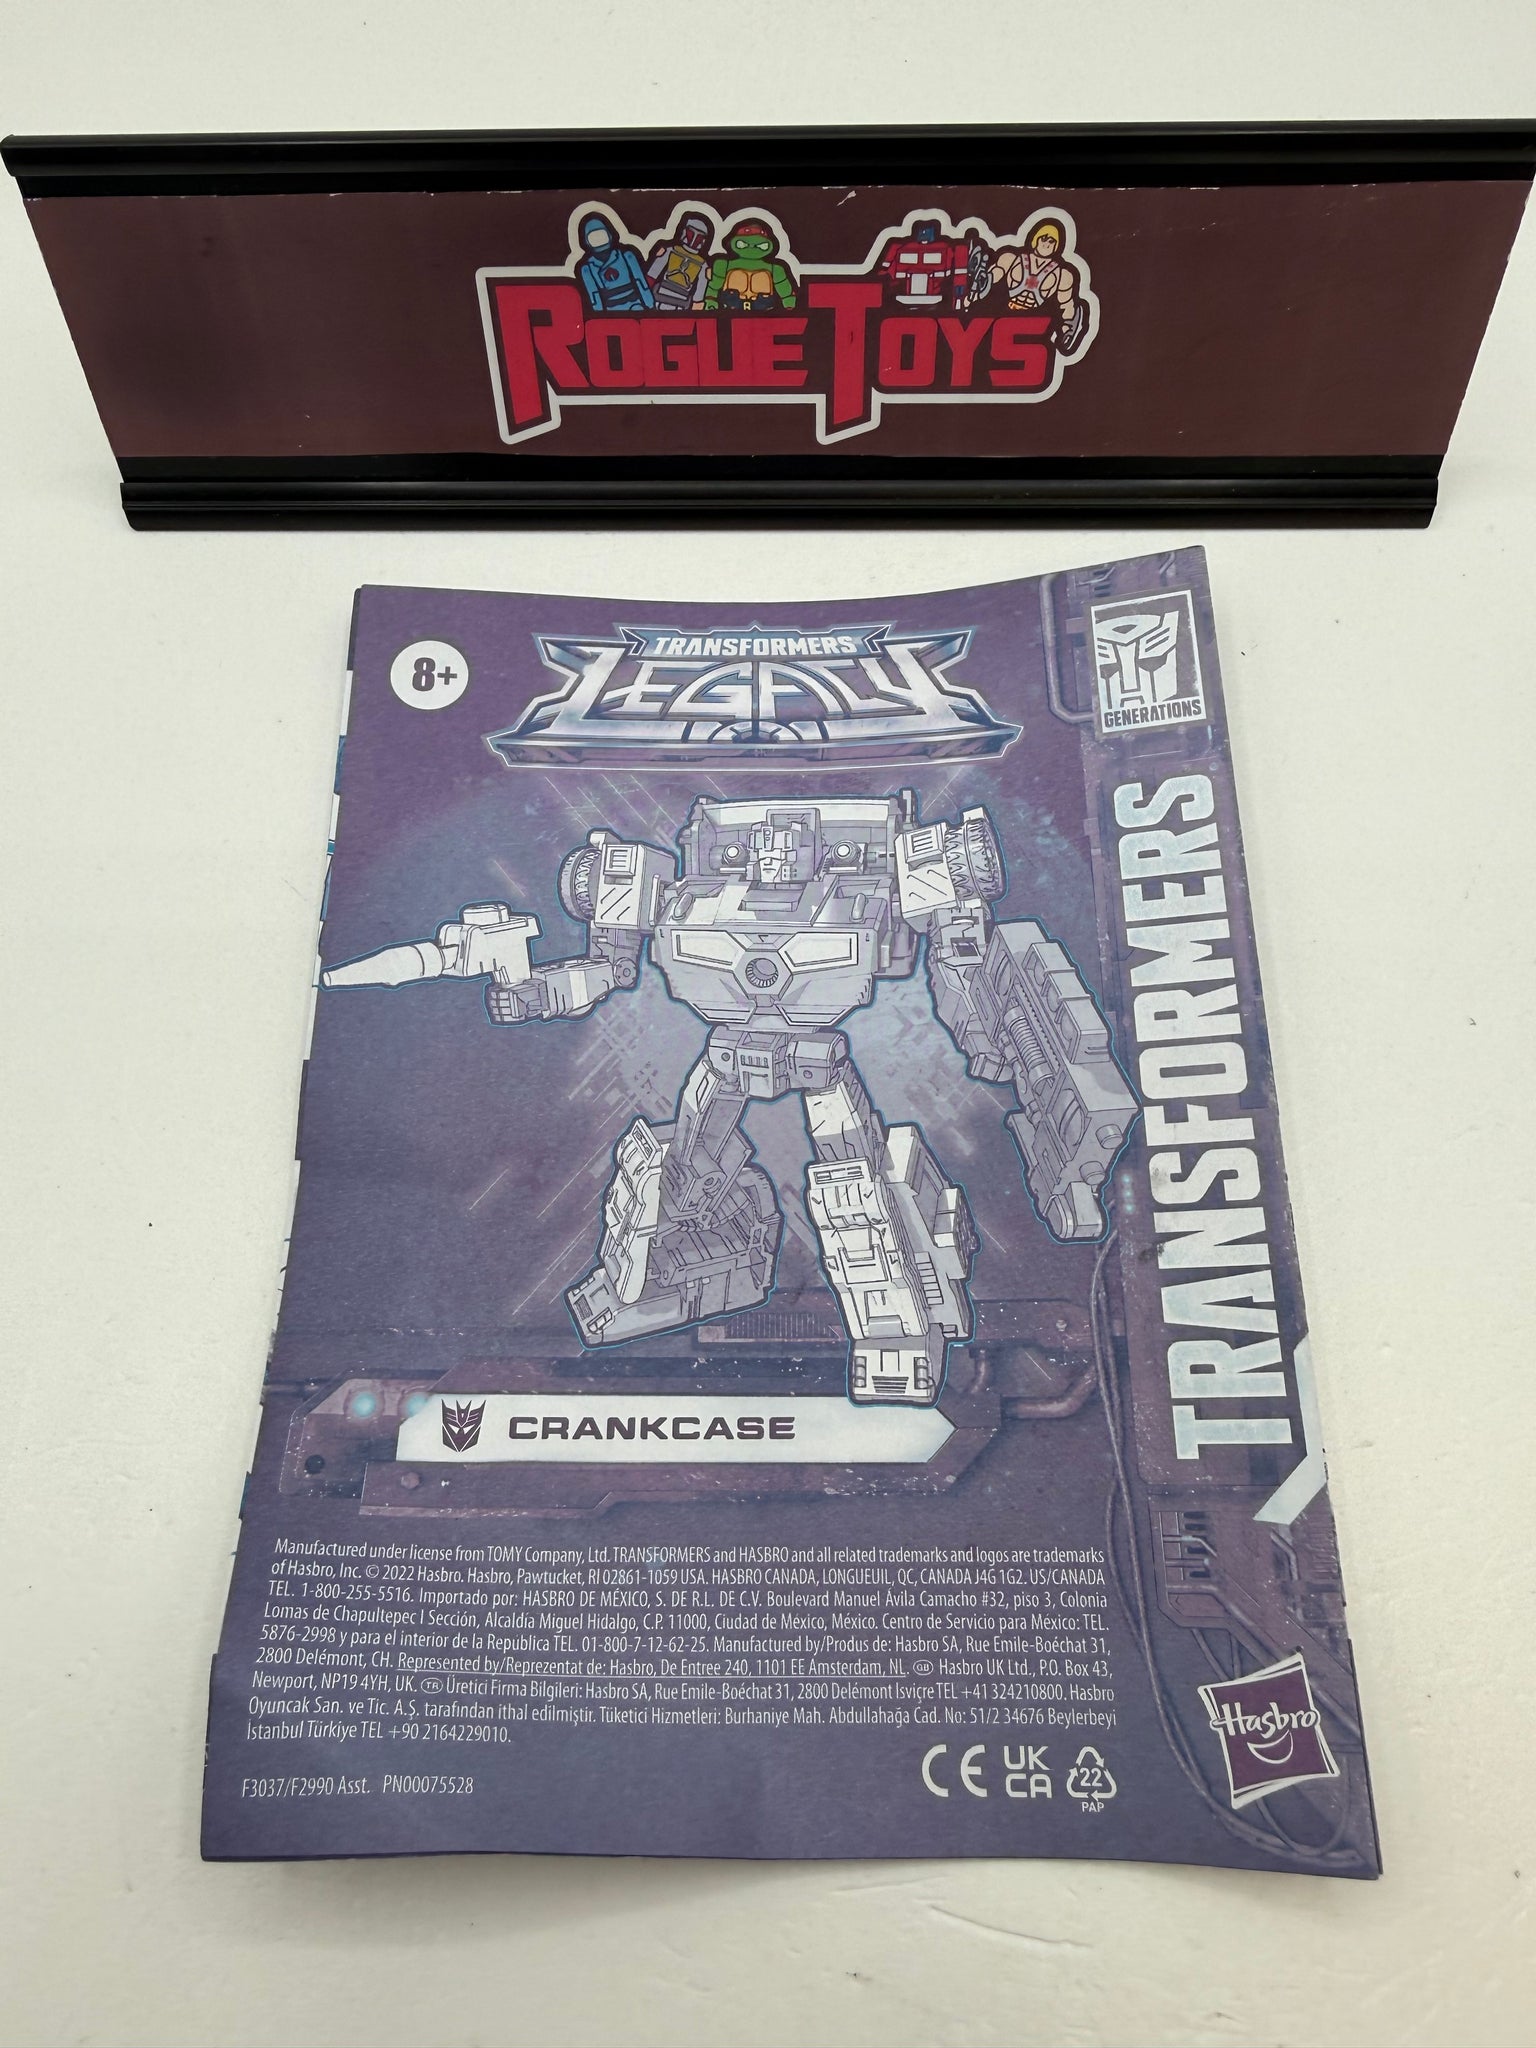 ROGUE TOYS
8+
TRANSFORMERS
LEGACY
GENERATIONS
TRANSFORMERS
CRANKCASE
Manufactured under license from TOMY Company, Ltd. TRANSFORMERS and HASBRO and all related trademarks and logos are trademarks
of Hasbro, Inc. © 2022 Hasbro. Hasbro, Pawtucket, RI 02861-1059 USA. HASBRO CANADA, LONGUEUIL, QC, CANADA J4G 1G2. US/CANADA
TEL. 1-800-255-5516. Importado por: HASBRO DE MÉXICO, S. DE R.L. DE C.V. Boulevard Manuel Ávila Camacho #32, piso 3, Colonia
Lomas de Chapultepec I Sección, Alcaldía Miguel Hidalgo, C.P. 11000, Ciudad de México, México. Centro de Servicio para México: TEL.
5876-2998 y para el interior de la República TEL. 01-800-7-12-62-25. Manufactured by/Produs de: Hasbro SA, Rue Emile-Boéchat 31,
2800 Delémont, CH. Represented by/Reprezentat de: Hasbro, De Entree 240, 1101 EE Amsterdam, NL. GB Hasbro UK Ltd., P.O. Box 43,
Newport, NP19 4YH, UK. TR Üretici Firma Bilgileri: Hasbro SA, Rue Emile-Boéchat 31, 2800 Delémont İsviçre TEL +41 324210800. Hasbro
Oyuncak San. ve Tic. A.Ş. tarafından ithal edilmiştir. Tüketici Hizmetleri: Burhaniye Mah. Abdullahağa Cad. No: 51/2 34676 Beylerbeyi
İstanbul Türkiye TEL +90 2164229010.
F3037/F2990 Asst. PN00075528
CE
UK
CA
22
PAP
Hasbro